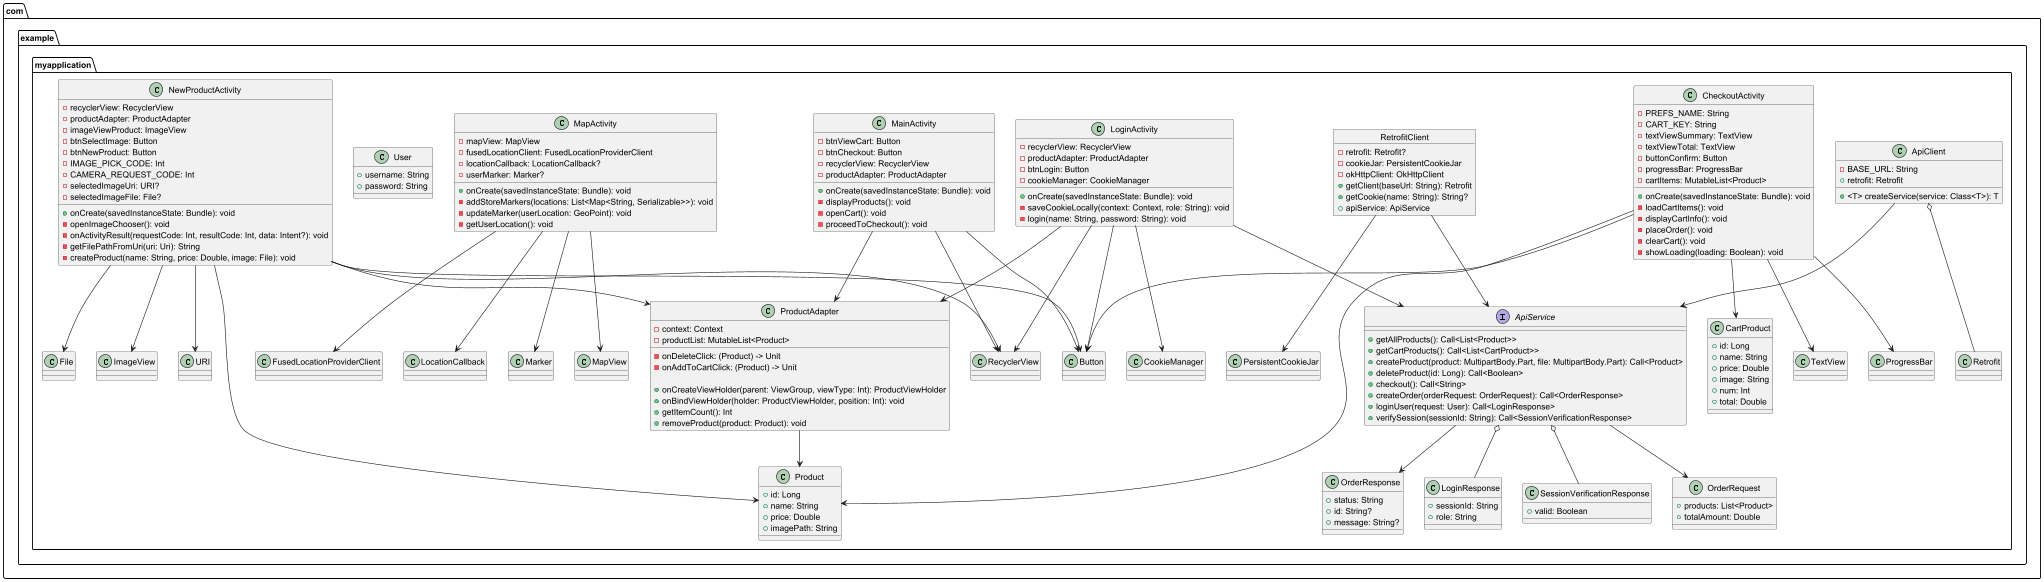 com
example
myapplication
C NewProductActivity
recyclerView: RecyclerView
productAdapter: ProductAdapter
imageViewProduct: ImageView
btnSelectImage: Button
btnNewProduct: Button
IMAGE_PICK_CODE: Int
CAMERA_REQUEST_CODE: Int
selectedImageUri: URI?
selectedImageFile: File?
onCreate(savedInstanceState: Bundle): void
openImageChooser(): void
onActivityResult(requestCode: Int, resultCode: Int, data: Intent?): void
getFilePathFromUri(uri: Uri): String
createProduct(name: String, price: Double, image: File): void
C User
username: String
password: String
C MapActivity
mapView: MapView
fusedLocationClient: FusedLocationProviderClient
locationCallback: LocationCallback?
userMarker: Marker?
onCreate(savedInstanceState: Bundle): void
addStoreMarkers(locations: List<Map<String, Serializable>>): void
updateMarker(userLocation: GeoPoint): void
getUserLocation(): void
C MainActivity
btnViewCart: Button
btnCheckout: Button
recyclerView: RecyclerView
productAdapter: ProductAdapter
onCreate(savedInstanceState: Bundle): void
displayProducts(): void
openCart(): void
proceedToCheckout(): void
C LoginActivity
recyclerView: RecyclerView
productAdapter: ProductAdapter
btnLogin: Button
cookieManager: CookieManager
onCreate(savedInstanceState: Bundle): void
saveCookieLocally(context: Context, role: String): void
login(name: String, password: String): void
RetrofitClient
retrofit: Retrofit?
cookieJar: PersistentCookieJar
okHttpClient: OkHttpClient
getClient(baseUrl: String): Retrofit
getCookie(name: String): String?
apiService: ApiService
C CheckoutActivity
PREFS_NAME: String
CART_KEY: String
textViewSummary: TextView
textViewTotal: TextView
buttonConfirm: Button
progressBar: ProgressBar
cartItems: MutableList<Product>
onCreate(savedInstanceState: Bundle): void
loadCartItems(): void
displayCartInfo(): void
placeOrder(): void
clearCart(): void
showLoading(loading: Boolean): void
C ApiClient
BASE_URL: String
retrofit: Retrofit
<T> createService(service: Class<T>): T
C File
C ImageView
C URI
C FusedLocationProviderClient
C LocationCallback
C Marker
C MapView
C ProductAdapter
context: Context
productList: MutableList<Product>
onDeleteClick: (Product) -> Unit
onAddToCartClick: (Product) -> Unit
onCreateViewHolder(parent: ViewGroup, viewType: Int): ProductViewHolder
onBindViewHolder(holder: ProductViewHolder, position: Int): void
getItemCount(): Int
removeProduct(product: Product): void
C RecyclerView
C Button
C CookieManager
C PersistentCookieJar
I ApiService
getAllProducts(): Call<List<Product>>
getCartProducts(): Call<List<CartProduct>>
createProduct(product: MultipartBody.Part, file: MultipartBody.Part): Call<Product>
deleteProduct(id: Long): Call<Boolean>
checkout(): Call<String>
createOrder(orderRequest: OrderRequest): Call<OrderResponse>
loginUser(request: User): Call<LoginResponse>
verifySession(sessionId: String): Call<SessionVerificationResponse>
C CartProduct
id: Long
name: String
price: Double
image: String
num: Int
total: Double
C TextView
C ProgressBar
C Retrofit
C Product
id: Long
name: String
price: Double
imagePath: String
C OrderResponse
status: String
id: String?
message: String?
C LoginResponse
sessionId: String
role: String
C SessionVerificationResponse
valid: Boolean
C OrderRequest
products: List<Product>
totalAmount: Double